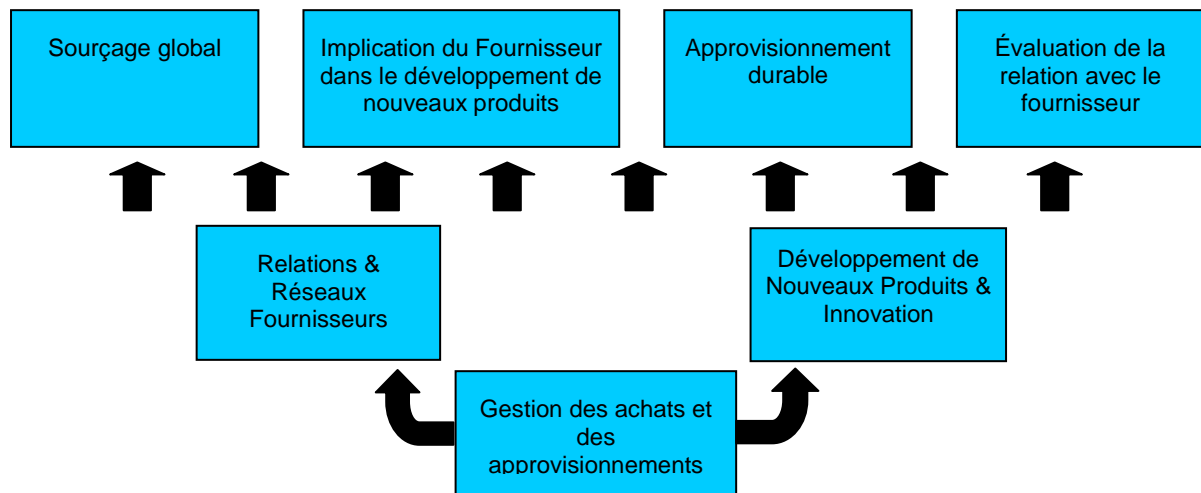 Sourçage global
Implication du Fournisseur
dans le développement de
nouveaux produits
Approvisionnement
durable
Évaluation de la
relation avec le
fournisseur
Relations &
Réseaux
Fournisseurs
Développement de
Nouveaux Produits &
Innovation
Gestion des achats et
des
approvisionnements